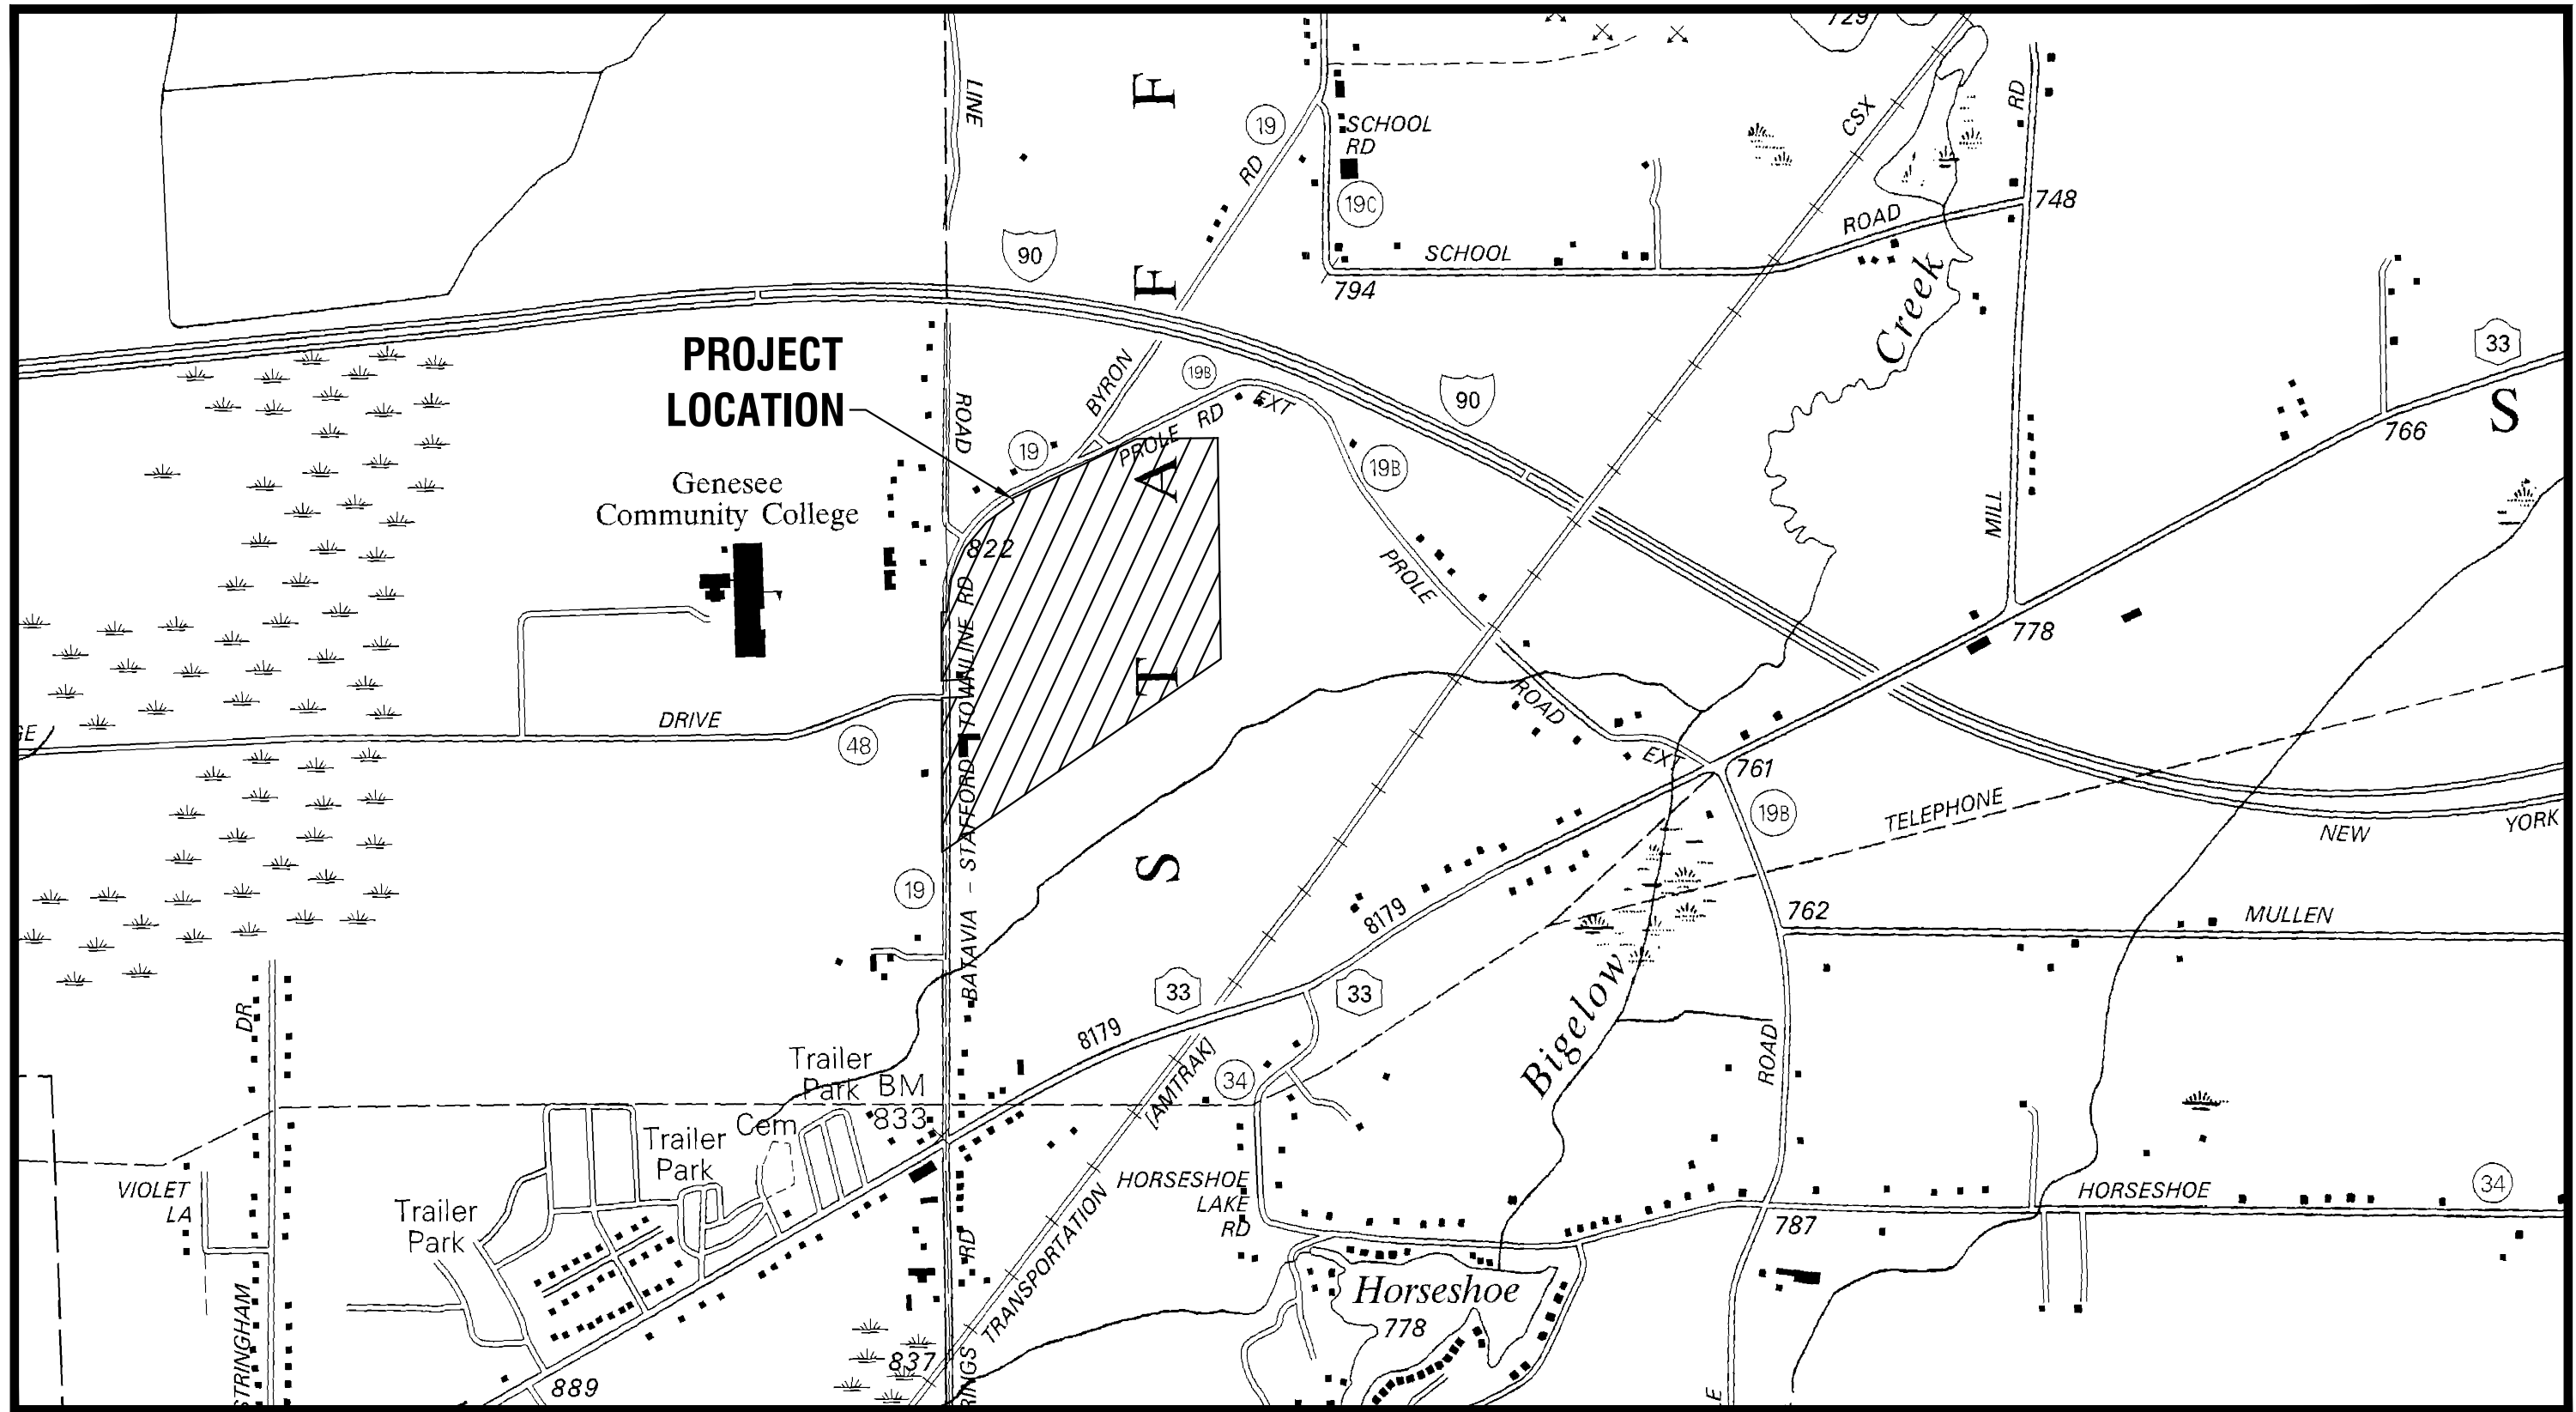 729
LINE
F
19
SCHOOL
RD
CSX
RD
RD
19C
748
ROAD
90
F
SCHOOL
794
Creek
PROJECT
LOCATION
BYRON
19B
EXT
RD
PROLE
90
33
S
766
ROAD
19
A
19B
Genesee
Community College
MILL
822
PROLE
778
T
ROAD
DRIVE
48
EXT
761
BATAVIA - STAFFORD TOWNLINE RD
19B
TELEPHONE
NEW
YORK
S
19
8179
762
MULLEN
33
33
Bigelow
DR
8179
ROAD
Trailer
Park
BM
833
[AMTRAK]
34
Cem
Trailer
Park
VIOLET
LA
HORSESHOE
LAKE
RD
HORSESHOE
34
Trailer
Park
787
RD
TRANSPORTATION
STRINGHAM
Horseshoe
778
837
889